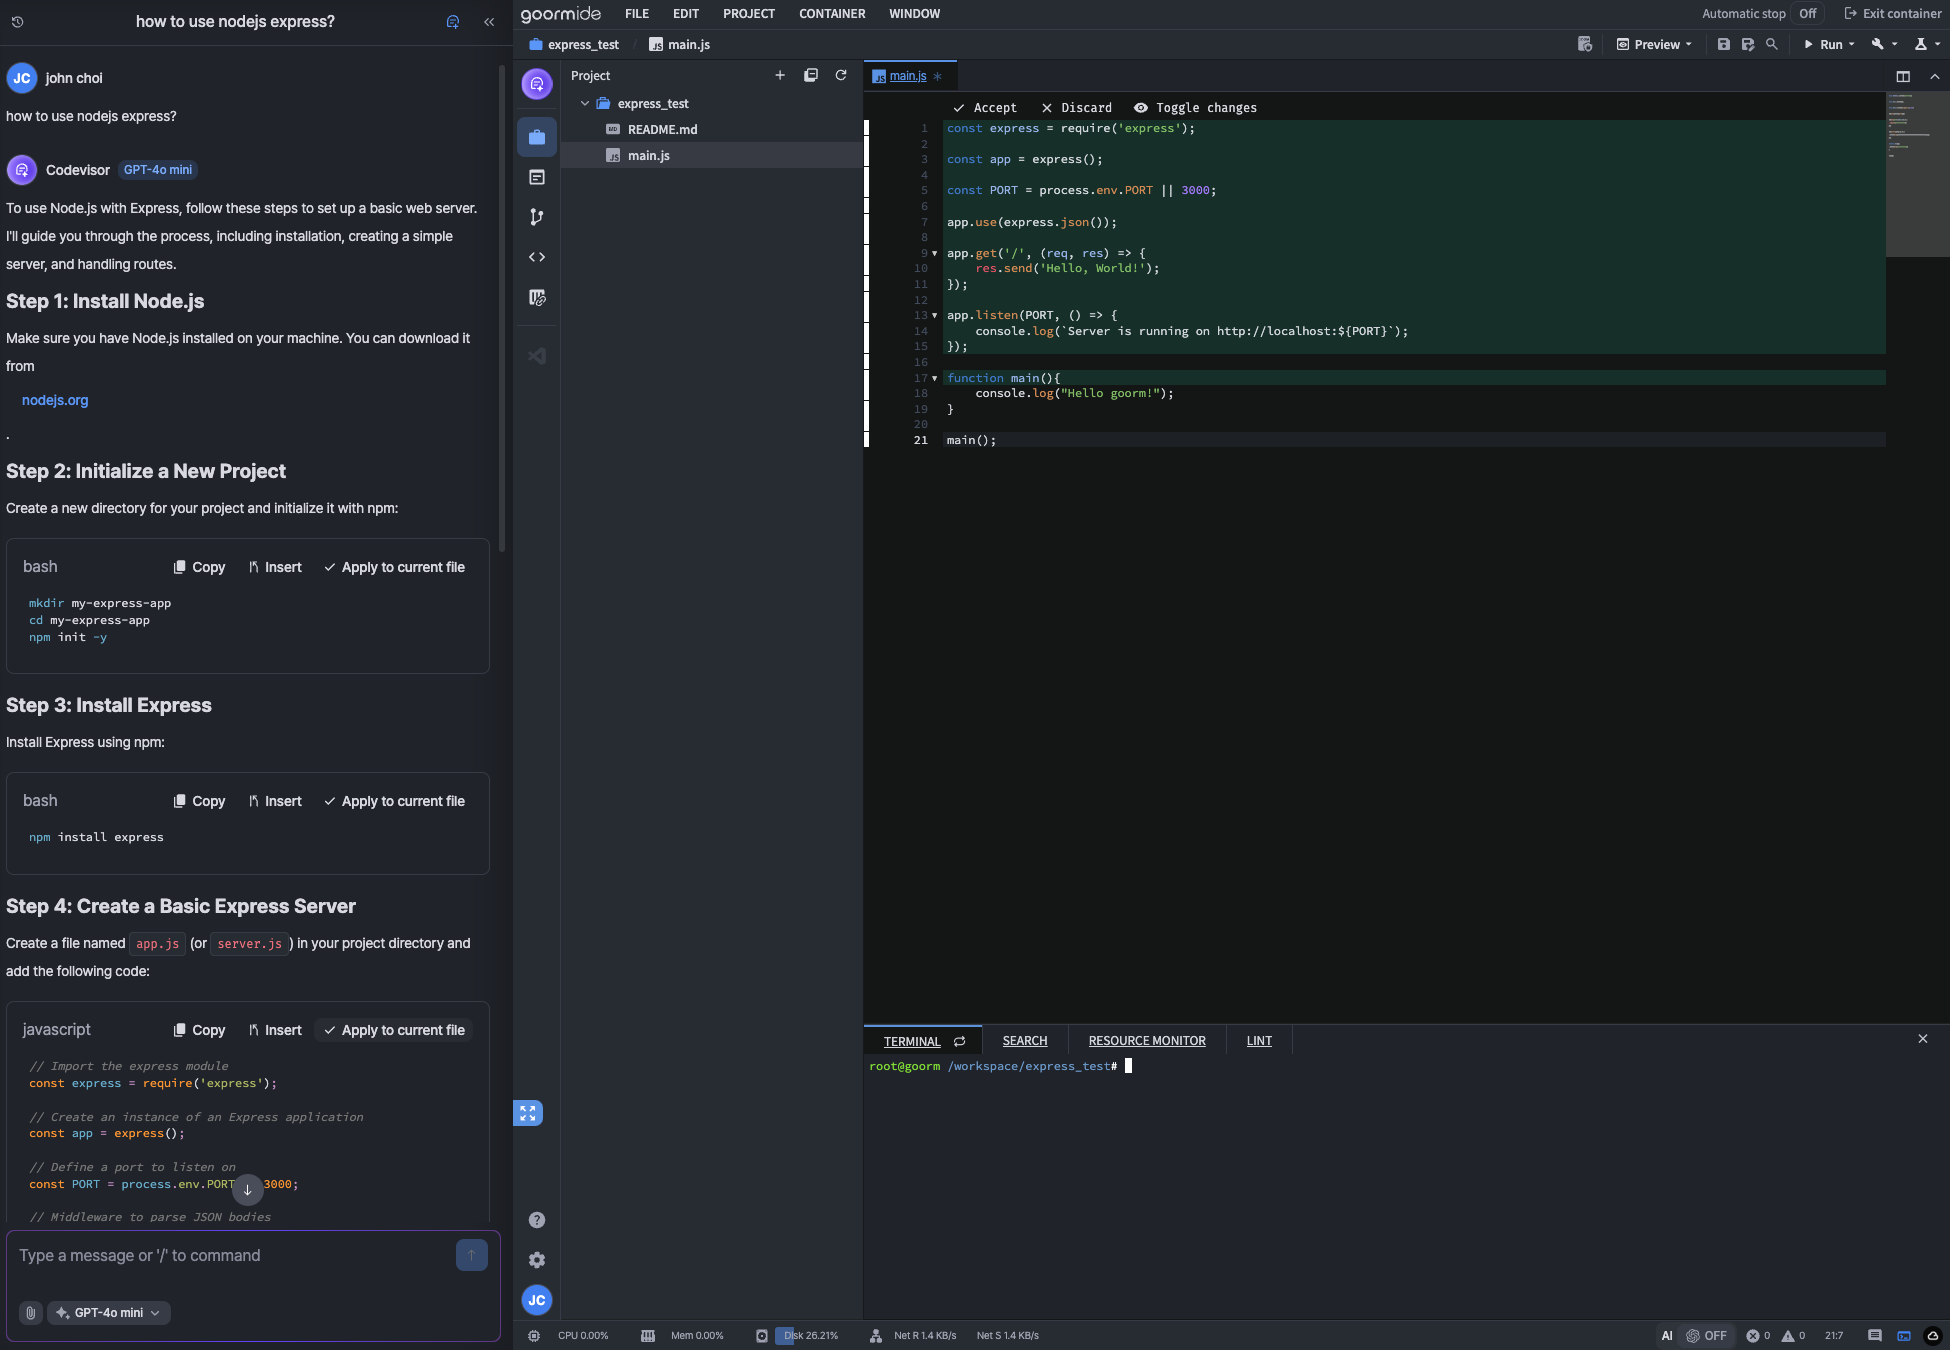 how to use nodejs express?
JC john choi
how to use nodejs express?
Codevisor GPT-4o mini
To use Node.js with Express, follow these steps to set up a basic web server.
I'll guide you through the process, including installation, creating a simple
server, and handling routes.
Step 1: Install Node.js
Make sure you have Node.js installed on your machine. You can download it
from
nodejs.org
.
Step 2: Initialize a New Project
Create a new directory for your project and initialize it with npm:
bash Copy Insert Apply to current file
mkdir my-express-app
cd my-express-app
npm init -y
Step 3: Install Express
Install Express using npm:
bash Copy Insert Apply to current file
npm install express
Step 4: Create a Basic Express Server
Create a file named app.js (or server.js ) in your project directory and
add the following code:
javascript Copy Insert Apply to current file
// Import the express module
const express = require('express');
// Create an instance of an Express application
const app = express();
// Define a port to listen on
const PORT = process.env.PORT 3000;
// Middleware to parse JSON bodies
Type a message or '/' to command
GPT-4o mini
goormide FILE EDIT PROJECT CONTAINER WINDOW
Automatic stop Off Exit container
express_test / JS main.js
Preview Run
Project
express_test
MD README.md
JS main.js
JS main.js *
Accept Discard Toggle changes
1 const express = require('express');
2
3 const app = express();
4
5 const PORT = process.env.PORT || 3000;
6
7 app.use(express.json());
8
9 app.get('/', (req, res) => {
10 res.send('Hello, World!');
11 });
12
13 app.listen(PORT, () => {
14 console.log(`Server is running on http://localhost:${PORT}`);
15 });
16
17 function main(){
18 console.log("Hello goorm!");
19 }
20
21 main();
TERMINAL SEARCH RESOURCE MONITOR LINT
root@goorm /workspace/express_test#
JC
CPU 0.00% Mem 0.00% Disk 26.21% Net R 1.4 KB/s Net S 1.4 KB/s
AI OFF 0 0 21:7